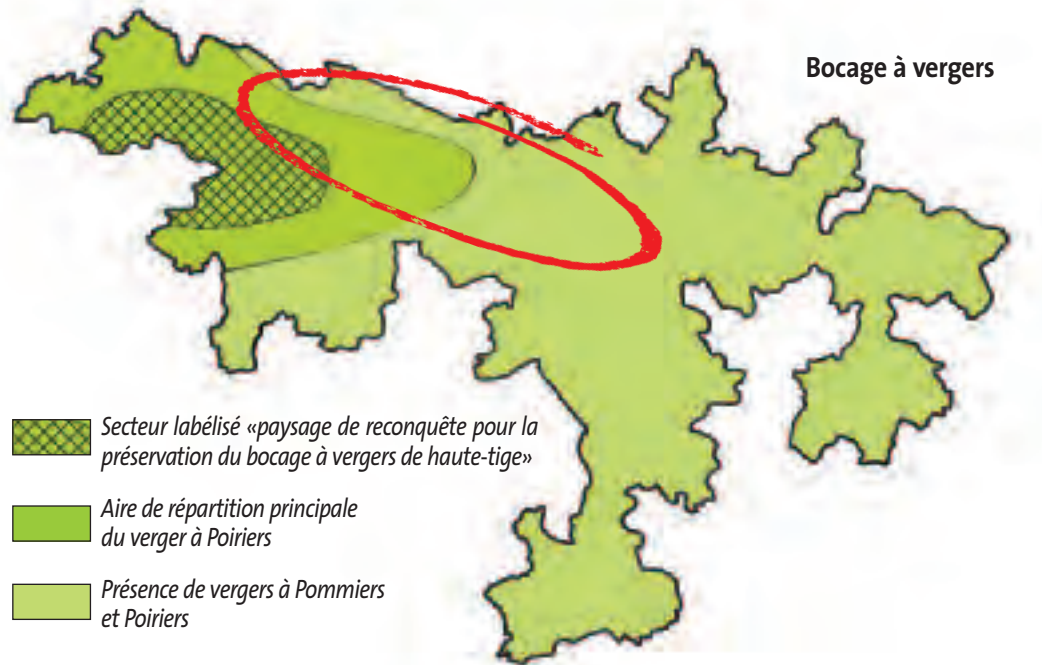 Bocage à vergers
Secteur labélisé «paysage de reconquête pour la
préservation du bocage à vergers de haute-tige»
Aire de répartition principale
du verger à Poiriers
Présence de vergers à Pommiers
et Poiriers